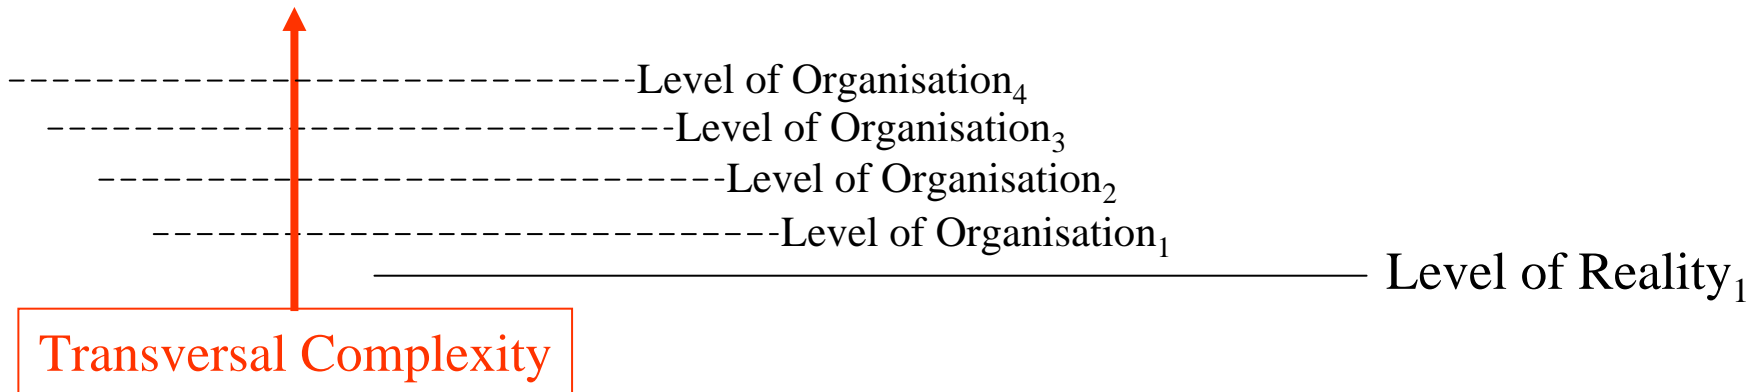 Level of Organisation₄
Level of Organisation₃
Level of Organisation₂
Level of Organisation₁
Level of Reality₁
Transversal Complexity